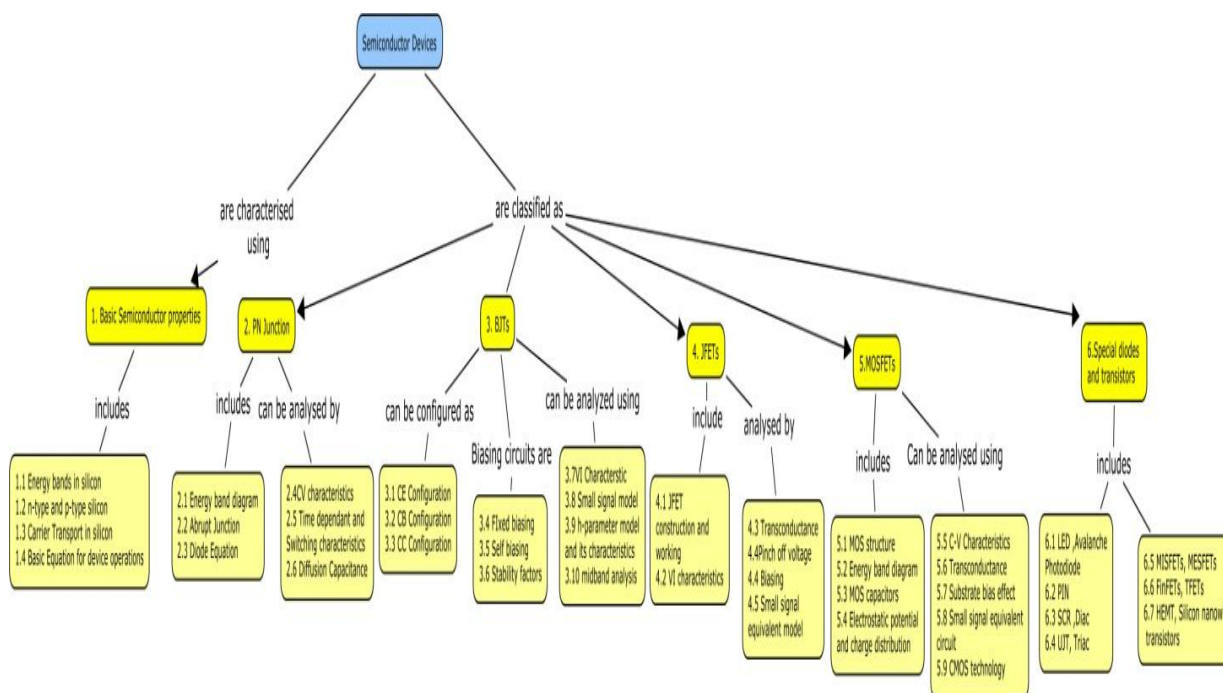 Semiconductor Devices
are characterised
using
are classified as
1. Basic Semiconductor properties
2. PN Junction
3. BJTs
4. JFETs
5.MOSFETs
6.Special diodes
and transistors
includes
includes
can be analysed by
can be configured as
Biasing circuits are
can be analyzed using
include
analysed by
includes
Can be analysed using
includes
1.1 Energy bands in silicon
1.2 n-type and p-type silicon
1.3 Carrier Transport in silicon
1.4 Basic Equation for device operations
2.1 Energy band diagram
2.2 Abrupt Junction
2.3 Diode Equation
2.4CV characteristics
2.5 Time dependant and
Switching characteristics
2.6 Diffusion Capacitance
3.1 CE Configuration
3.2 CB Configuration
3.3 CC Configuration
3.4 FIxed biasing
3.5 Self biasing
3.6 Stability factors
3.7VI Characterstic
3.8 Small signal model
3.9 h-parameter model
and its characteristics
3.10 midband analysis
4.1 JFET
construction and
working
4.2 VI characteristics
4.3 Transconductance
4.4Pinch off voltage
4.4 Biasing
4.5 Small signal
equivalent model
5.1 MOS structure
5.2 Energy band diagram
5.3 MOS capacitors
5.4 Electrostatic potential
and charge distribution
5.5 C-V Characteristics
5.6 Transconductance
5.7 Substrate bias effect
5.8 Small signal equivalent
circuit
5.9 CMOS technology
6.1 LED ,Avalanche
Photodiode
6.2 PIN
6.3 SCR ,Diac
6.4 UJT, Triac
6.5 MISFETs, MESFETs
6.6 FinFETs, TFETs
6.7 HEMT, Silicon nanow
transistors